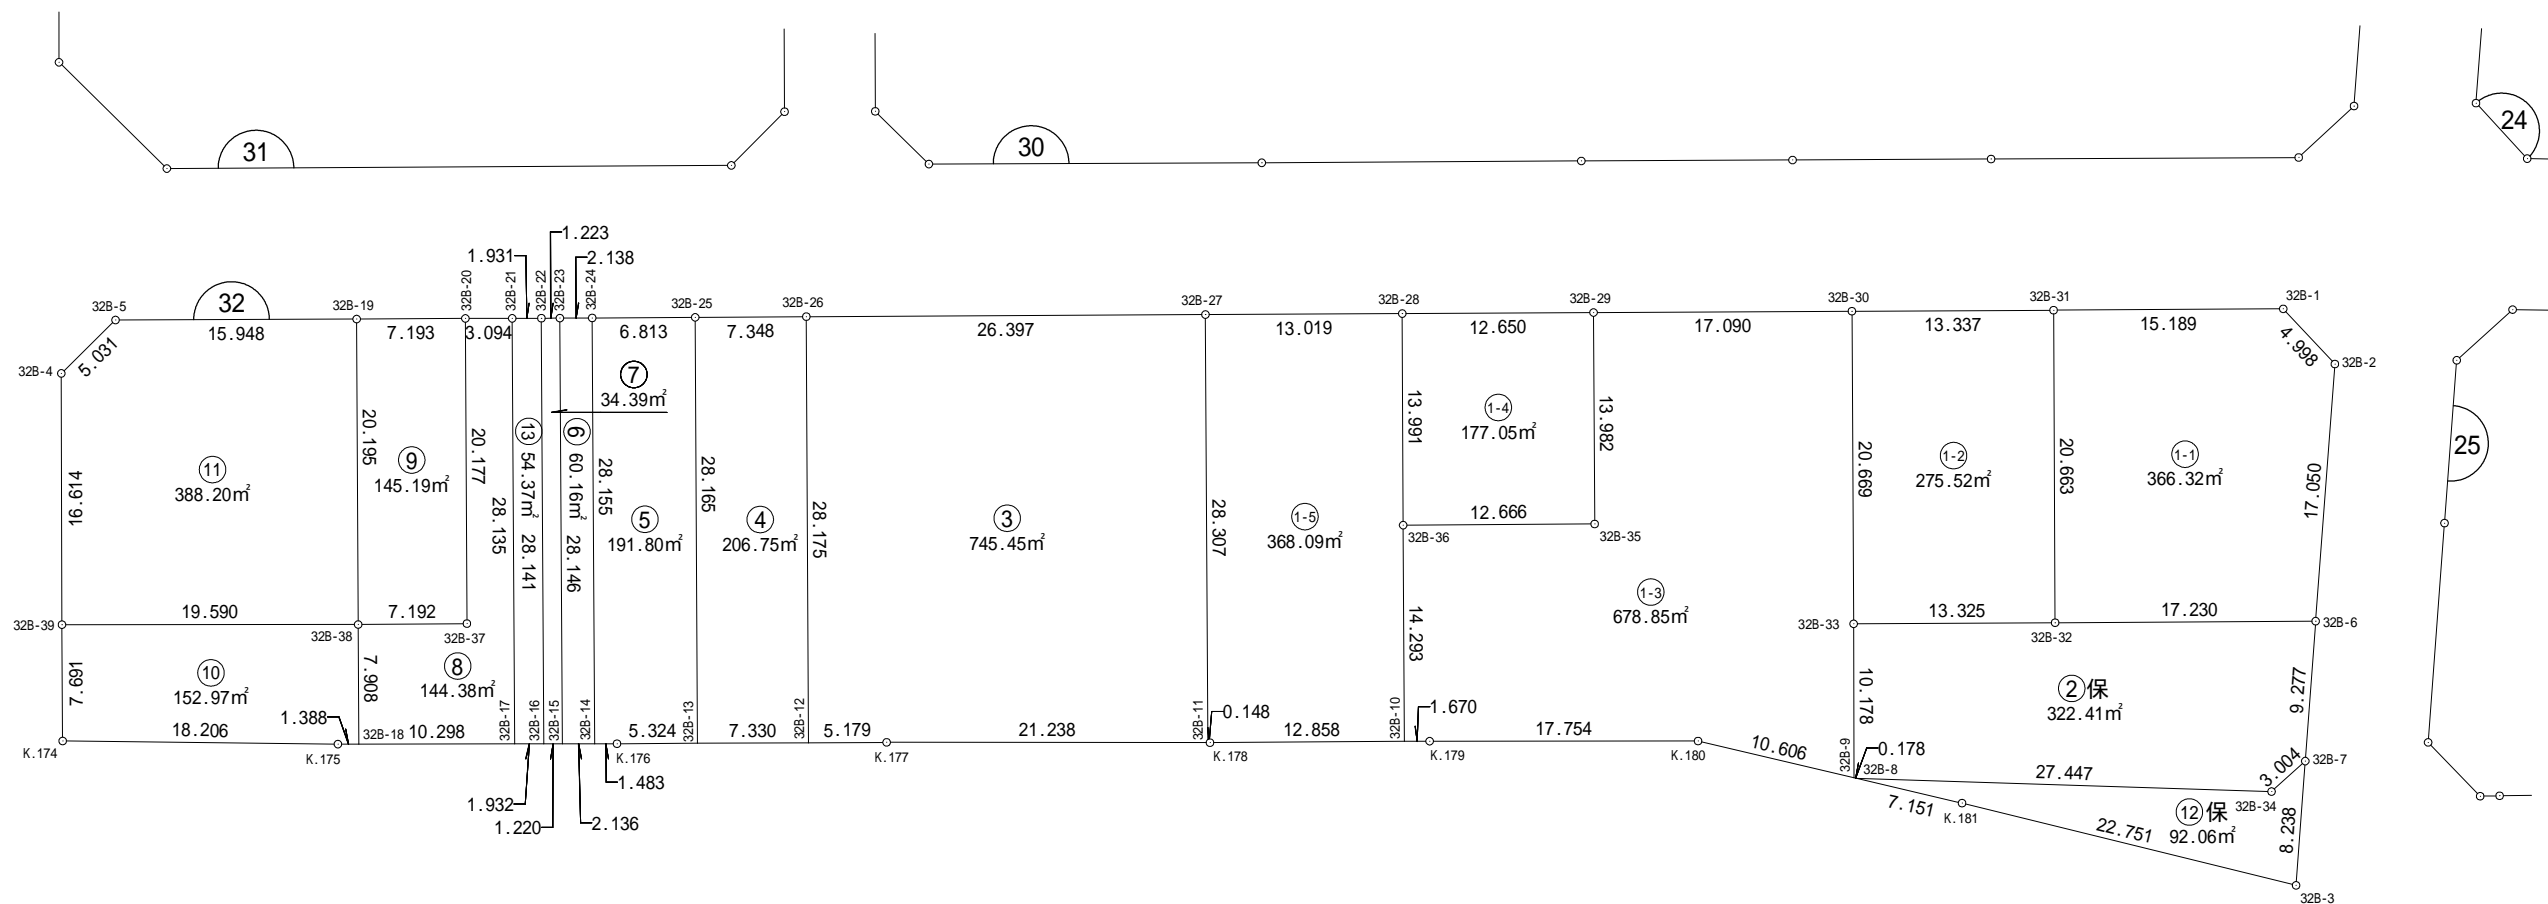 31
30
24
32
25
1.223
1.931
2.138
32B-5
32B-19
32B-20
32B-21
32B-22
32B-23
32B-24
32B-25
32B-26
32B-27
32B-28
32B-29
32B-30
32B-31
32B-1
15.948
7.193
3.094
6.813
7.348
26.397
13.019
12.650
17.090
13.337
15.189
4.998
5.031
32B-4
32B-2
16.614
20.195
20.177
28.135
28.141
28.146
28.155
28.165
28.175
28.307
13.991
13.982
20.669
20.663
17.050
⑪
388.20㎡
⑨
145.19㎡
⑬ 54.37㎡
⑥ 60.16㎡
⑦
34.39㎡
⑤
191.80㎡
④
206.75㎡
③
745.45㎡
1-5
368.09㎡
1-4
177.05㎡
12.666
32B-36
32B-35
1-3
678.85㎡
1-2
275.52㎡
1-1
366.32㎡
32B-39
19.590
32B-38
7.192
32B-37
32B-33
13.325
32B-32
17.230
32B-6
7.691
⑩
152.97㎡
7.908
⑧
144.38㎡
14.293
10.178
②保
322.41㎡
9.277
K.174
18.206
K.175
1.388
32B-18
10.298
32B-17
32B-16
32B-15
32B-14
5.324
K.176
32B-13
7.330
32B-12
5.179
K.177
21.238
32B-11
0.148
K.178
12.858
32B-10
1.670
K.179
17.754
K.180
10.606
32B-9
0.178
32B-8
27.447
3.004
32B-7
32B-34
1.932
1.220
2.136
1.483
7.151
K.181
22.751
⑫保
92.06㎡
8.238
32B-3